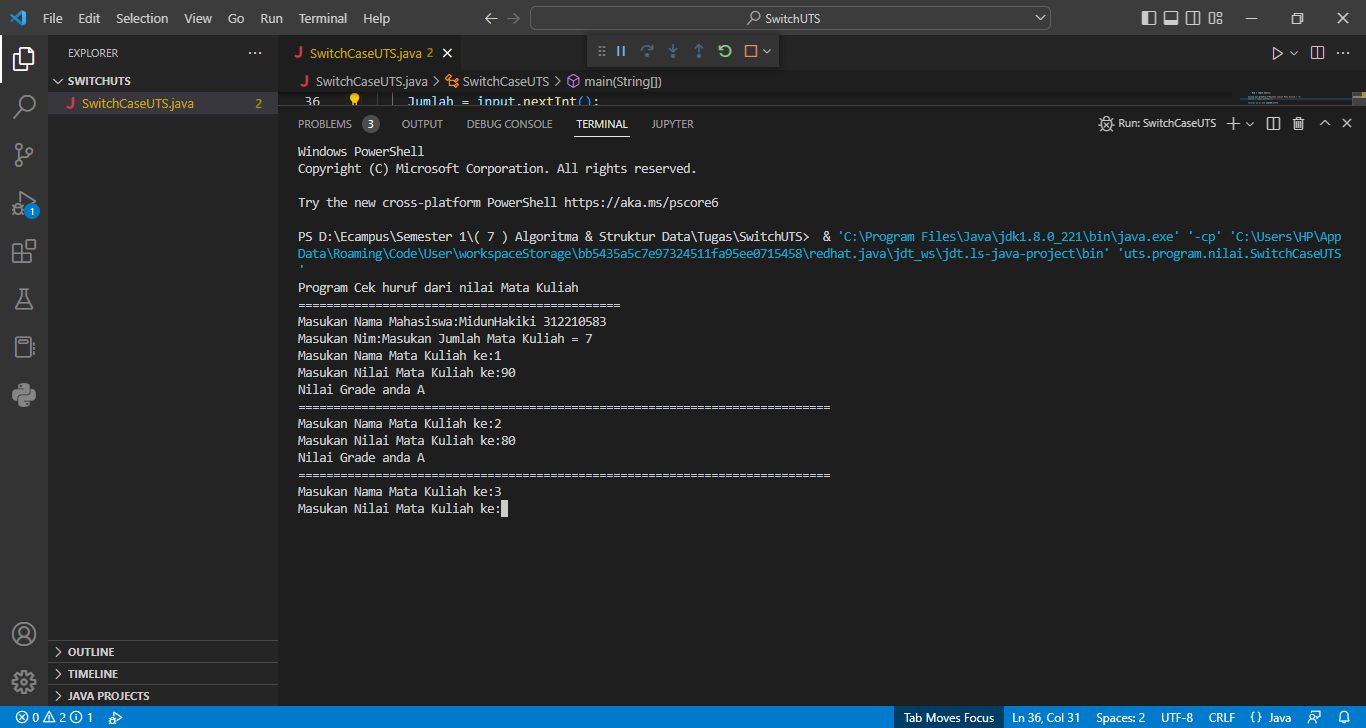 File Edit Selection View Go Run Terminal Help SwitchUTS
EXPLORER
SWITCHUTS
SwitchCaseUTS.java 2
SwitchCaseUTS.java 2
SwitchCaseUTS.java > SwitchCaseUTS > main(String[])
36 Jumlah = input.nextInt();
PROBLEMS 3 OUTPUT DEBUG CONSOLE TERMINAL JUPYTER Run: SwitchCaseUTS
Windows PowerShell
Copyright (C) Microsoft Corporation. All rights reserved.
Try the new cross-platform PowerShell https://aka.ms/pscore6
PS D:\Ecampus\Semester 1\( 7 ) Algoritma & Struktur Data\Tugas\SwitchUTS>  & 'C:\Program Files\Java\jdk1.8.0_221\bin\java.exe' '-cp' 'C:\Users\HP\App
Data\Roaming\Code\User\workspaceStorage\bb5435a5c7e97324511fa95ee0715458\redhat.java\jdt_ws\jdt.ls-java-project\bin' 'uts.program.nilai.SwitchCaseUTS
'
Program Cek huruf dari nilai Mata Kuliah
==============================================
Masukan Nama Mahasiswa:MidunHakiki 312210583
Masukan Nim:Masukan Jumlah Mata Kuliah = 7
Masukan Nama Mata Kuliah ke:1
Masukan Nilai Mata Kuliah ke:90
Nilai Grade anda A
============================================================================
Masukan Nama Mata Kuliah ke:2
Masukan Nilai Mata Kuliah ke:80
Nilai Grade anda A
============================================================================
Masukan Nama Mata Kuliah ke:3
Masukan Nilai Mata Kuliah ke:
1
OUTLINE
TIMELINE
JAVA PROJECTS
0 2 1 Tab Moves Focus Ln 36, Col 31 Spaces: 2 UTF-8 CRLF {} Java